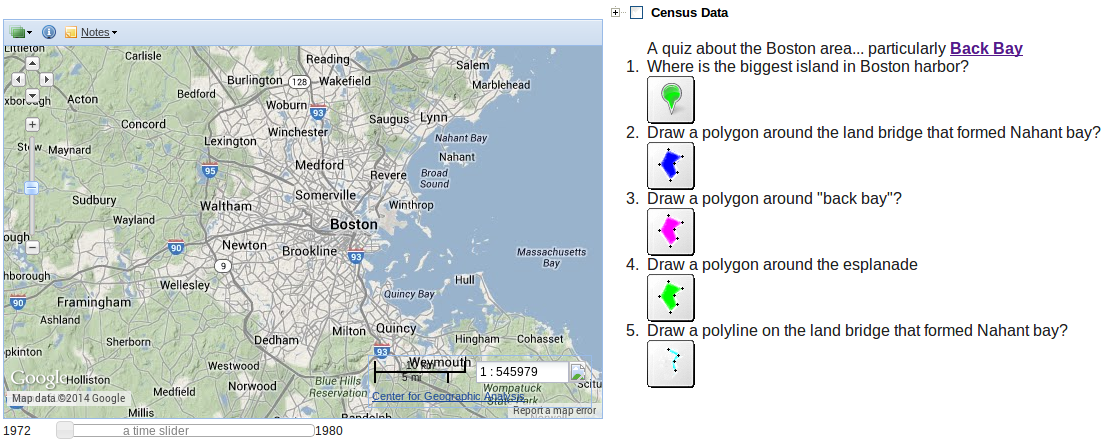 Census Data
Notes
A quiz about the Boston area... particularly Back Bay
1. Where is the biggest island in Boston harbor?
2. Draw a polygon around the land bridge that formed Nahant bay?
3. Draw a polygon around "back bay"?
4. Draw a polygon around the esplanade
5. Draw a polyline on the land bridge that formed Nahant bay?
Littleton
Carlisle
Reading
Salem
Burlington
128
Wakefield
Marblehead
Bedford
Acton
Woburn
93
Saugus
Lynn
Concord
Winchester
Lexington
Nahant Bay
Maynard
Medford
Nahant
95
Revere
Broad
Sound
Somerville
Sudbury
Waltham
Winthrop
Wayland
Boston
90
Newton
Brookline
93
Massachusetts
Bay
9
Wellesley
Hull
Quincy Bay
90
Framingham
Ashland
Milton
Quincy
Sherborn
Dedham
Hingham
Cohasset
93
Weymouth
10 km
5 mi
1 : 545979
Westwood
Google
Holliston
Norwood
Blue Hills
Reservation
Medfield
Wompatuck
State Park
Center for Geographic Analysis
Map data ©2014 Google
Report a map error
Millis
Randolph
1972
a time slider
1980